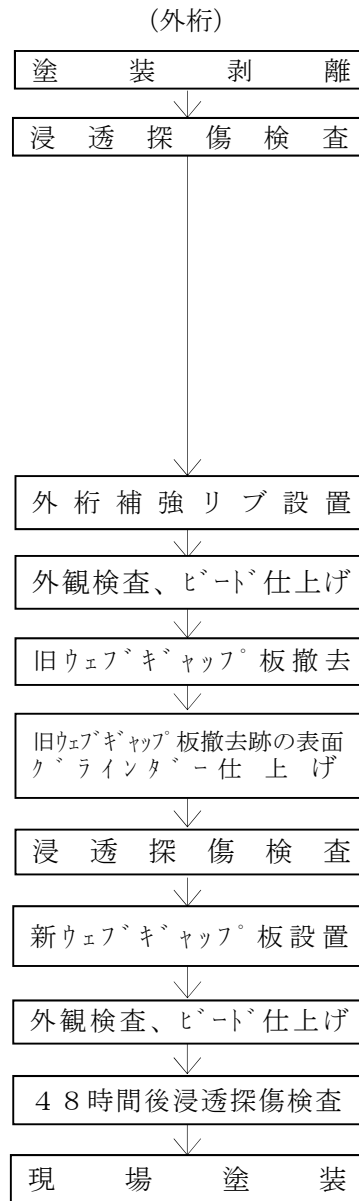 (外桁)
塗装剥離
浸透探傷検査
外桁補強リブ設置
外観検査、ﾋﾞｰﾄﾞ仕上げ
旧ｳｪﾌﾞｷﾞｬｯﾌﾟ板撤去
旧ｳｪﾌﾞｷﾞｬｯﾌﾟ板撤去跡の表面
ｸﾞﾗｲﾝﾀﾞｰ仕上げ
浸透探傷検査
新ｳｪﾌﾞｷﾞｬｯﾌﾟ板設置
外観検査、ﾋﾞｰﾄﾞ仕上げ
４８時間後浸透探傷検査
現場塗装